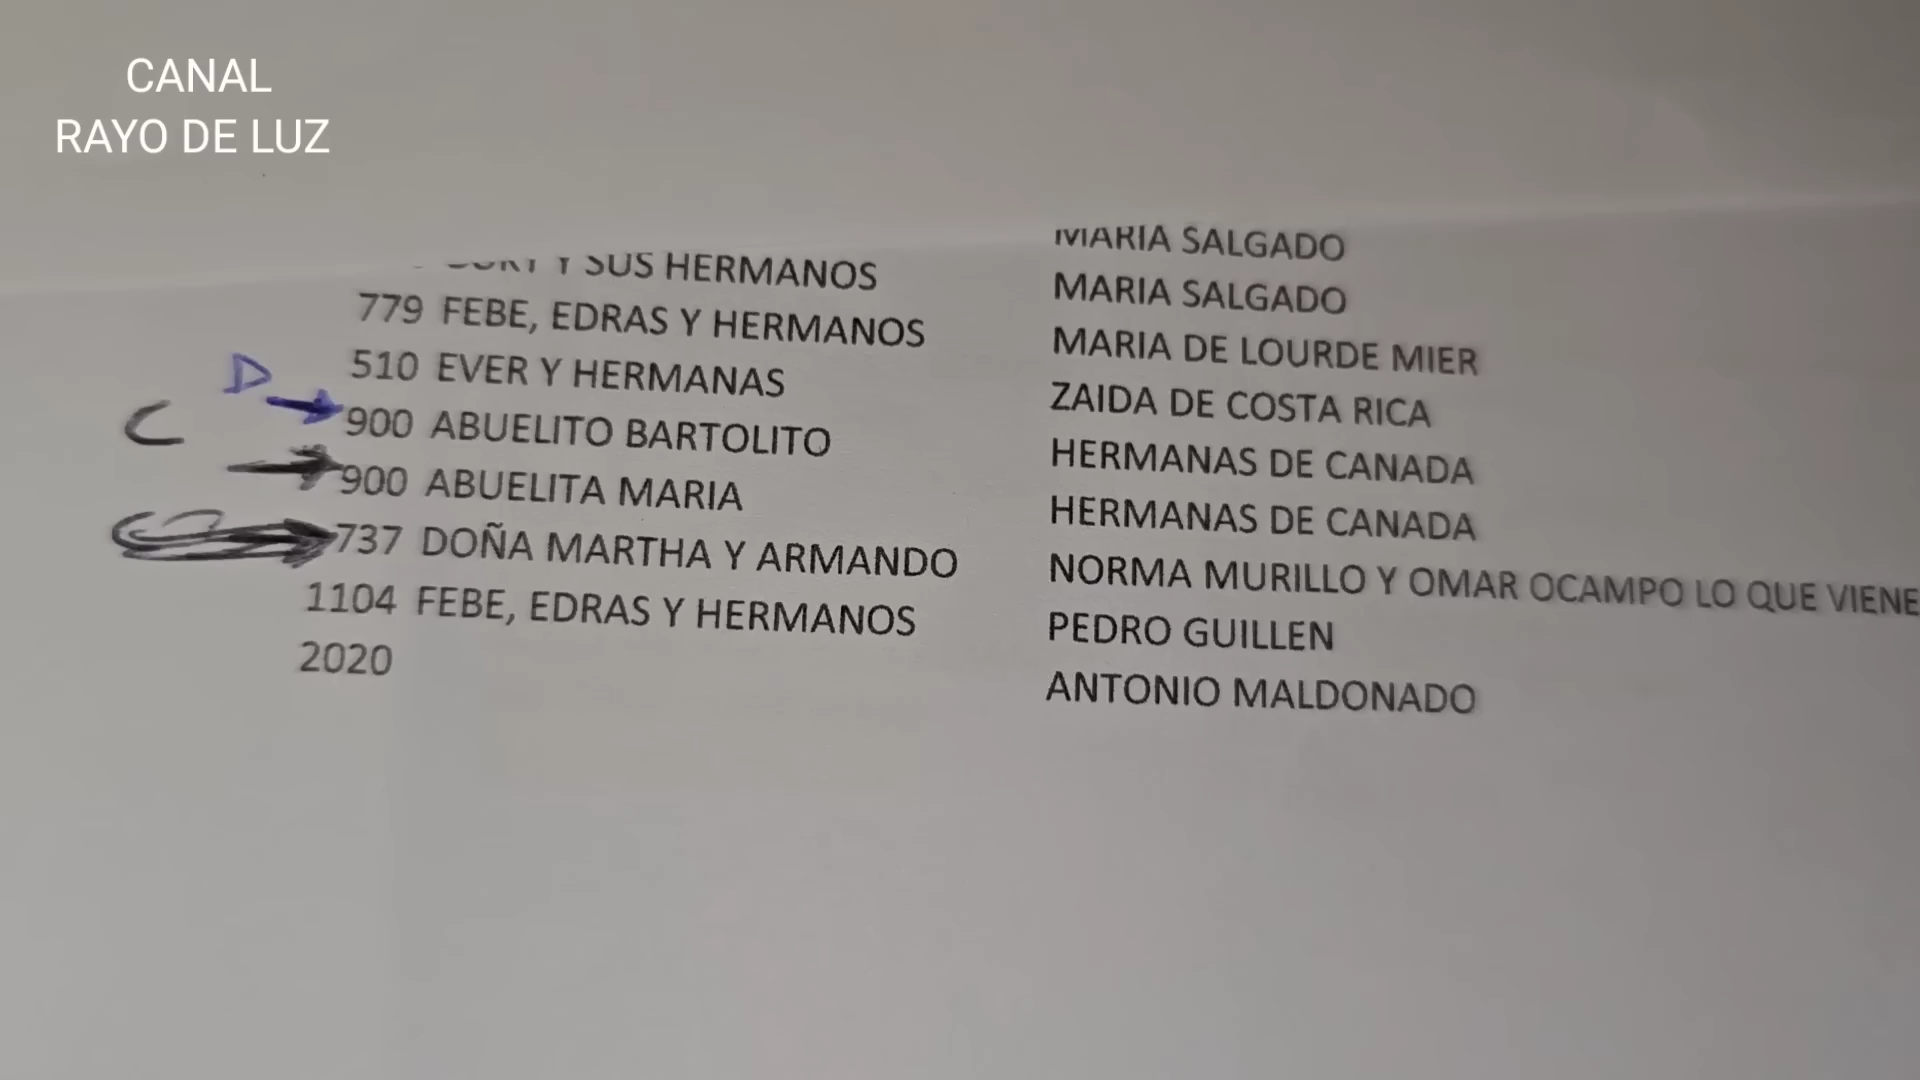 CANAL
RAYO DE LUZ
MARIA SALGADO
Y SUS HERMANOS MARIA SALGADO
779 FEBE, EDRAS Y HERMANOS MARIA DE LOURDE MIER
510 EVER Y HERMANAS ZAIDA DE COSTA RICA
D
900 ABUELITO BARTOLITO HERMANAS DE CANADA
C
900 ABUELITA MARIA HERMANAS DE CANADA
737 DOÑA MARTHA Y ARMANDO NORMA MURILLO Y OMAR OCAMPO LO QUE VIENE
1104 FEBE, EDRAS Y HERMANOS PEDRO GUILLEN
2020 ANTONIO MALDONADO